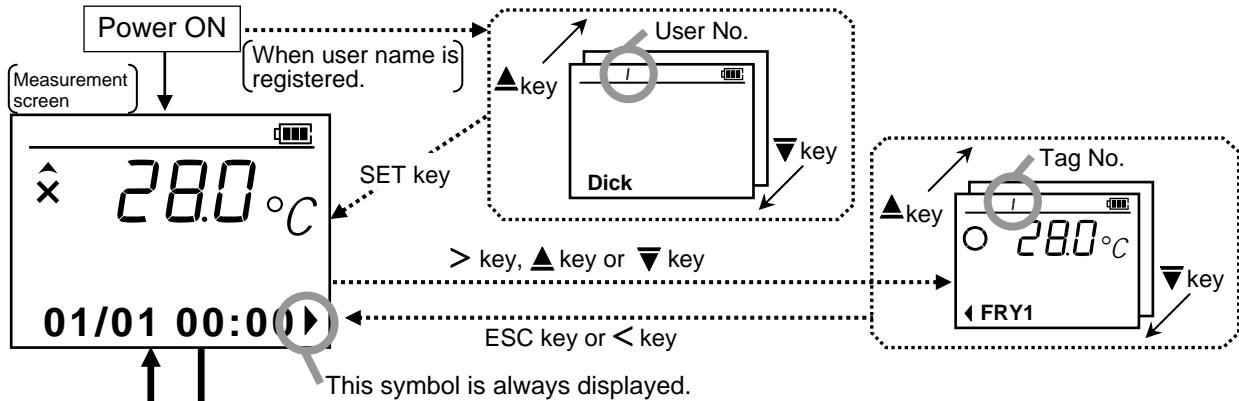 Power ON
When user name is
registered.
Measurement
screen
User No.
1
▲key
▼key
Dick
SET key
× 28.0 °C
01/01 00:00▶
> key, ▲ key or ▼ key
ESC key or < key
This symbol is always displayed.
Tag No.
1
▲key
28.0 °C
▼key
◀ FRY1